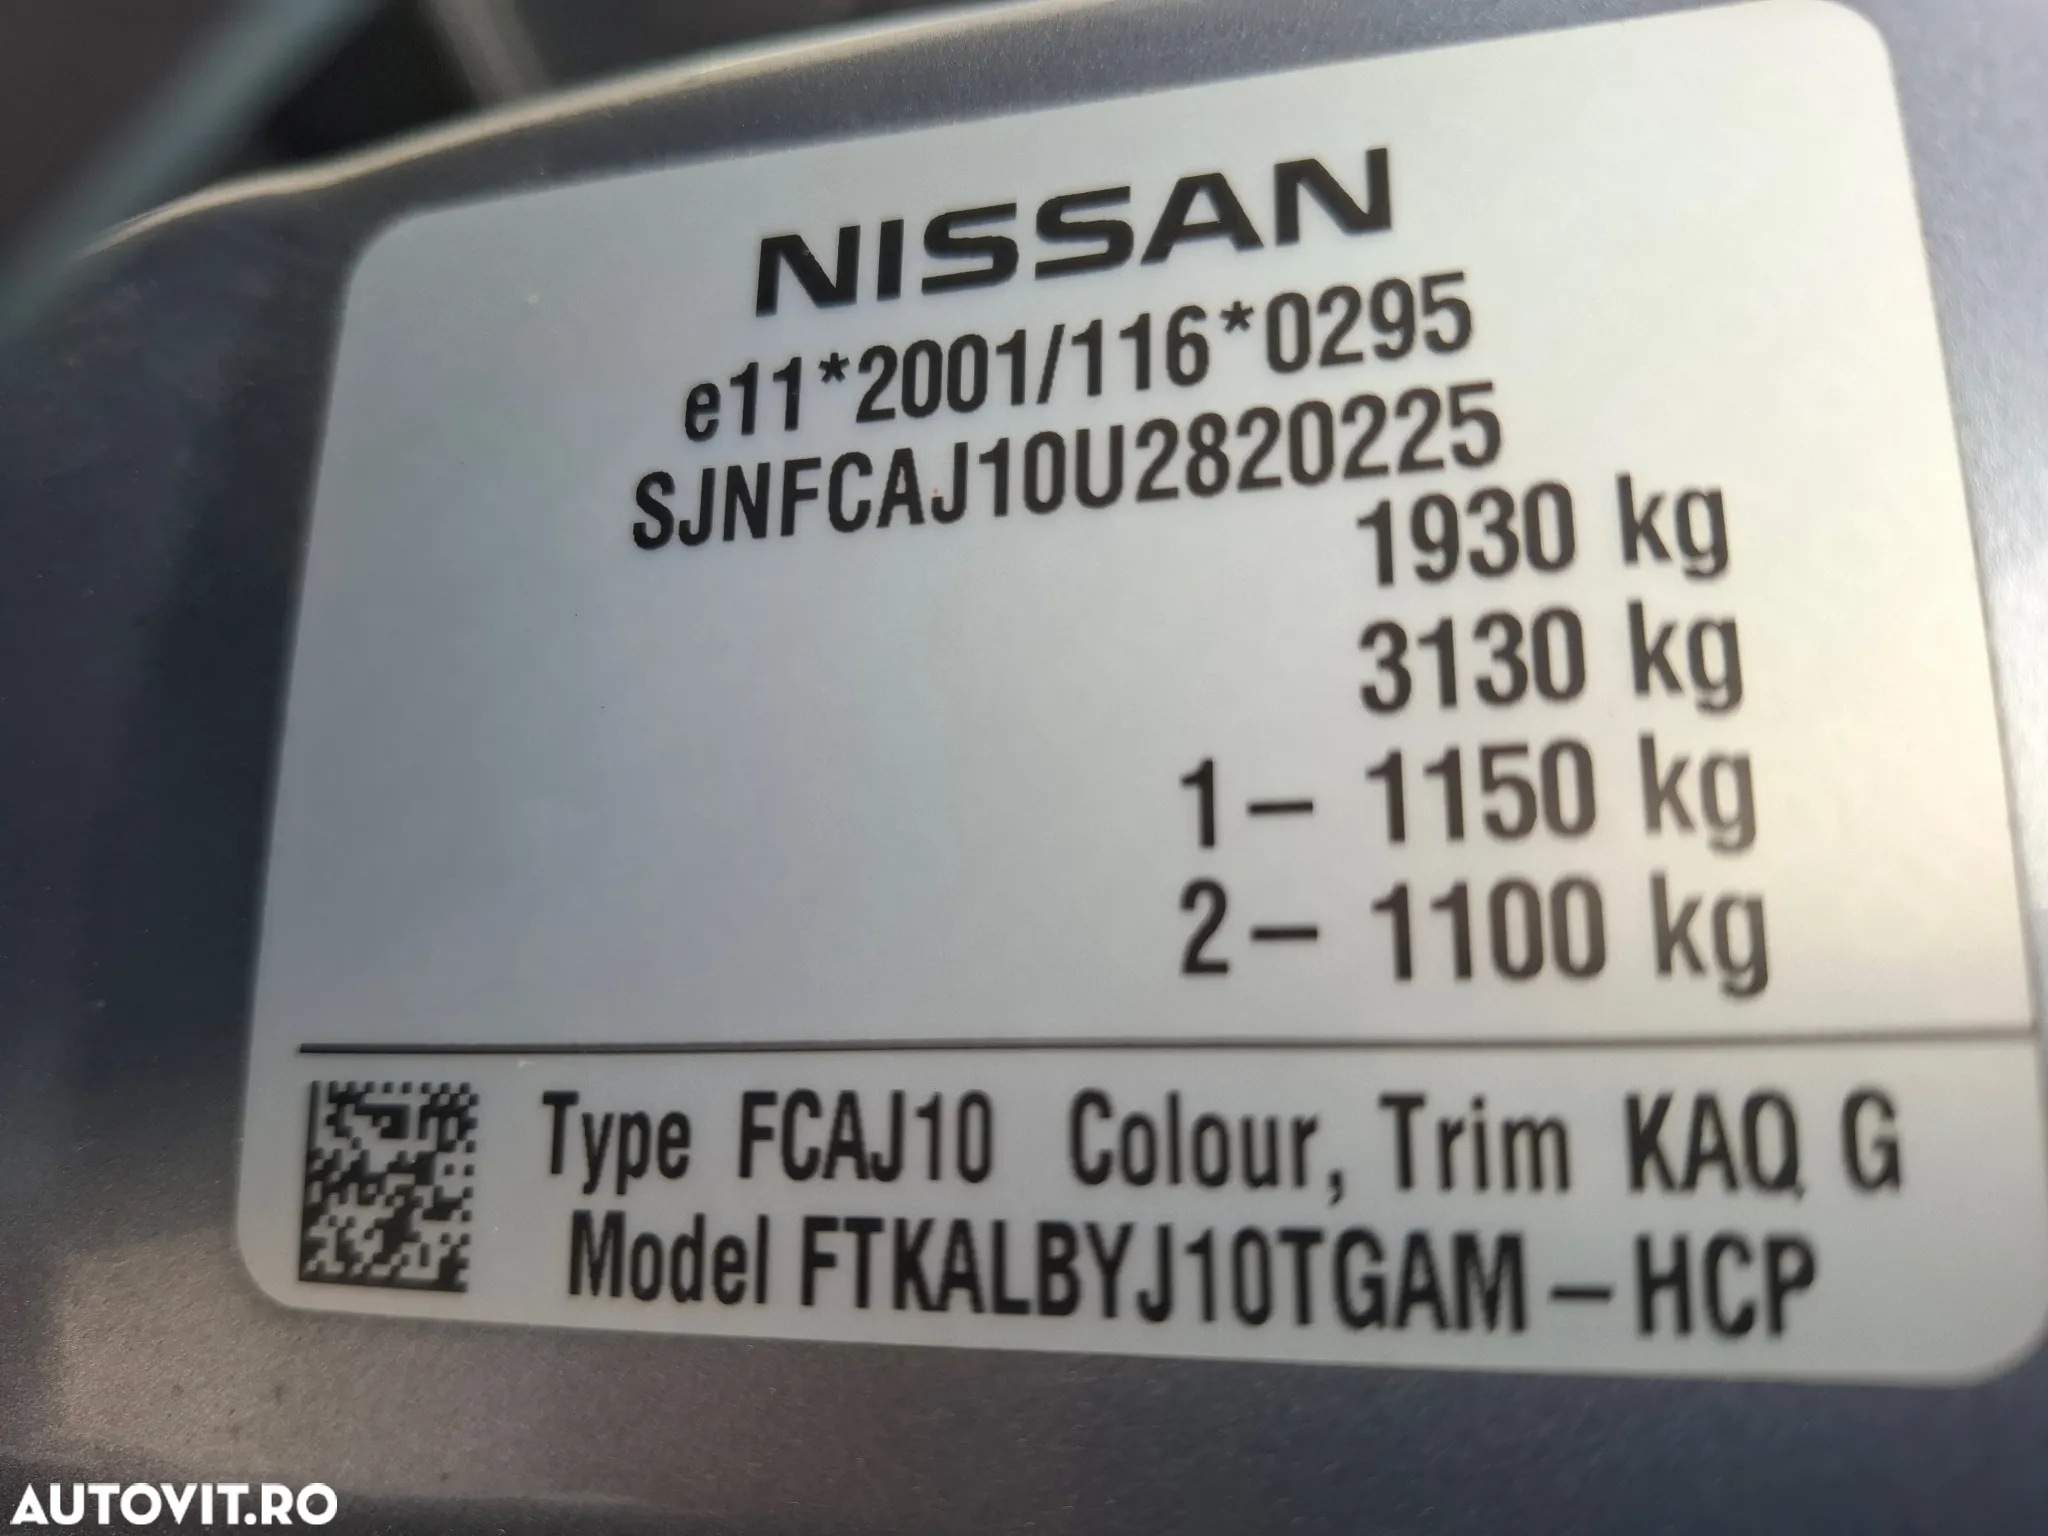 NISSAN
e11*2001/116*0295
SJNFCAJ10U2820225
1930 kg
3130 kg
1– 1150 kg
2– 1100 kg
Type FCAJ10 Colour, Trim KAQ G
Model FTKALBYJ10TGAM–HCP
AUTOVIT.RO